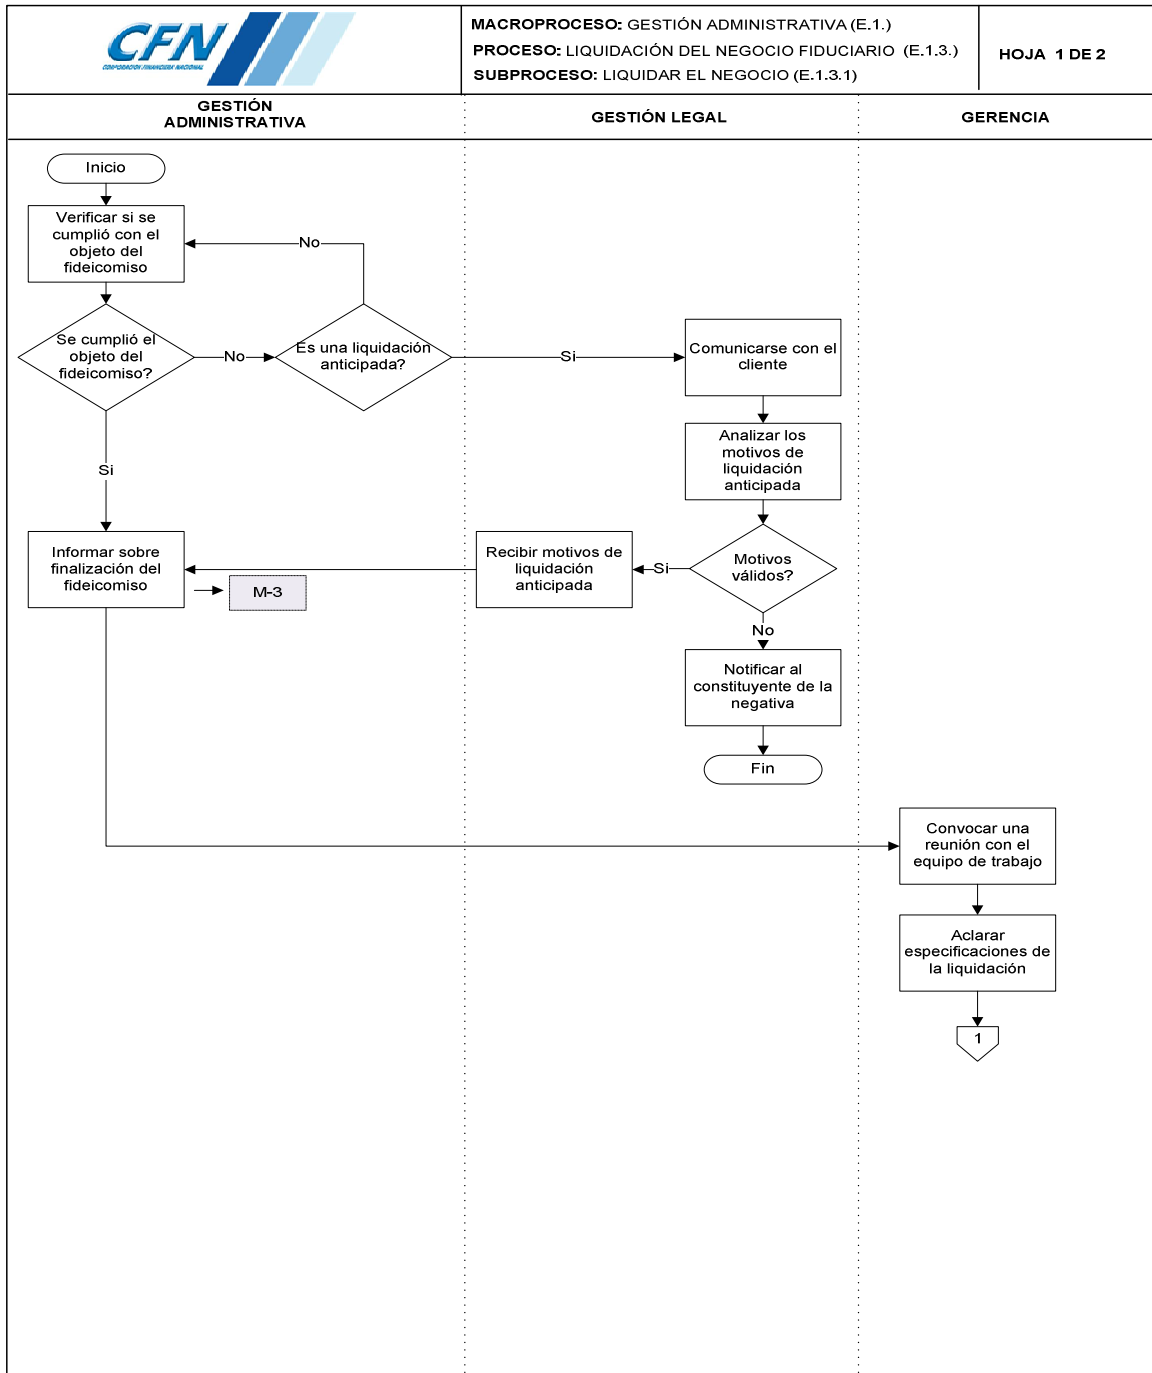 CFN
CORPORACIÓN FINANCIERA NACIONAL
MACROPROCESO: GESTIÓN ADMINISTRATIVA (E.1.)
PROCESO: LIQUIDACIÓN DEL NEGOCIO FIDUCIARIO (E.1.3.)
SUBPROCESO: LIQUIDAR EL NEGOCIO (E.1.3.1)
HOJA 1 DE 2
GESTIÓN
ADMINISTRATIVA
GESTIÓN LEGAL
GERENCIA
Inicio
Verificar si se
cumplió con el
objeto del
fideicomiso
No
Se cumplió el
objeto del
fideicomiso?
No
Es una liquidación
anticipada?
Si
Comunicarse con el
cliente
Analizar los
motivos de
liquidación
anticipada
Si
Informar sobre
finalización del
fideicomiso
M-3
Recibir motivos de
liquidación
anticipada
Si
Motivos
válidos?
No
Notificar al
constituyente de la
negativa
Fin
Convocar una
reunión con el
equipo de trabajo
Aclarar
especificaciones de
la liquidación
1